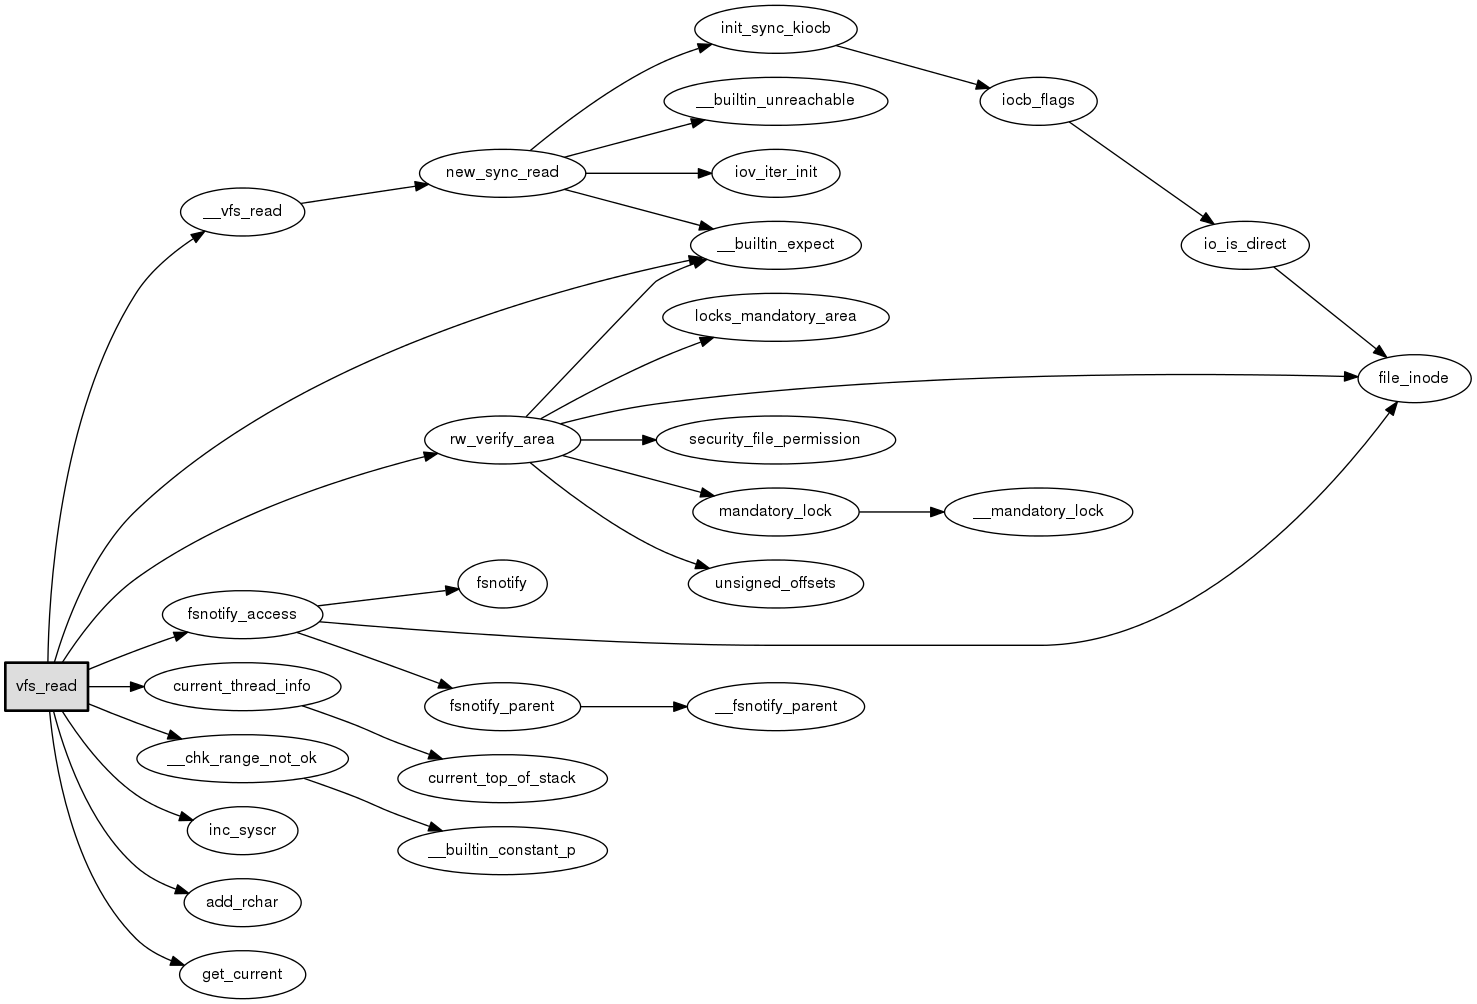 init_sync_kiocb
__builtin_unreachable
iocb_flags
new_sync_read
iov_iter_init
__vfs_read
__builtin_expect
io_is_direct
locks_mandatory_area
file_inode
rw_verify_area
security_file_permission
mandatory_lock
__mandatory_lock
fsnotify
unsigned_offsets
fsnotify_access
vfs_read
current_thread_info
fsnotify_parent
__fsnotify_parent
__chk_range_not_ok
current_top_of_stack
inc_syscr
__builtin_constant_p
add_rchar
get_current